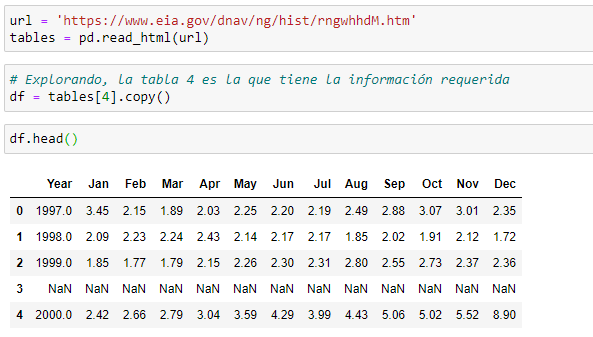 url = 'https://www.eia.gov/dnav/ng/hist/rngwhhdM.htm'
tables = pd.read_html(url)
# Explorando, la tabla 4 es la que tiene la información requerida
df = tables[4].copy()
df.head()
Year Jan Feb Mar Apr May Jun Jul Aug Sep Oct Nov Dec
0 1997.0 3.45 2.15 1.89 2.03 2.25 2.20 2.19 2.49 2.88 3.07 3.01 2.35
1 1998.0 2.09 2.23 2.24 2.43 2.14 2.17 2.17 1.85 2.02 1.91 2.12 1.72
2 1999.0 1.85 1.77 1.79 2.15 2.26 2.30 2.31 2.80 2.55 2.73 2.37 2.36
3 NaN NaN NaN NaN NaN NaN NaN NaN NaN NaN NaN NaN NaN
4 2000.0 2.42 2.66 2.79 3.04 3.59 4.29 3.99 4.43 5.06 5.02 5.52 8.90